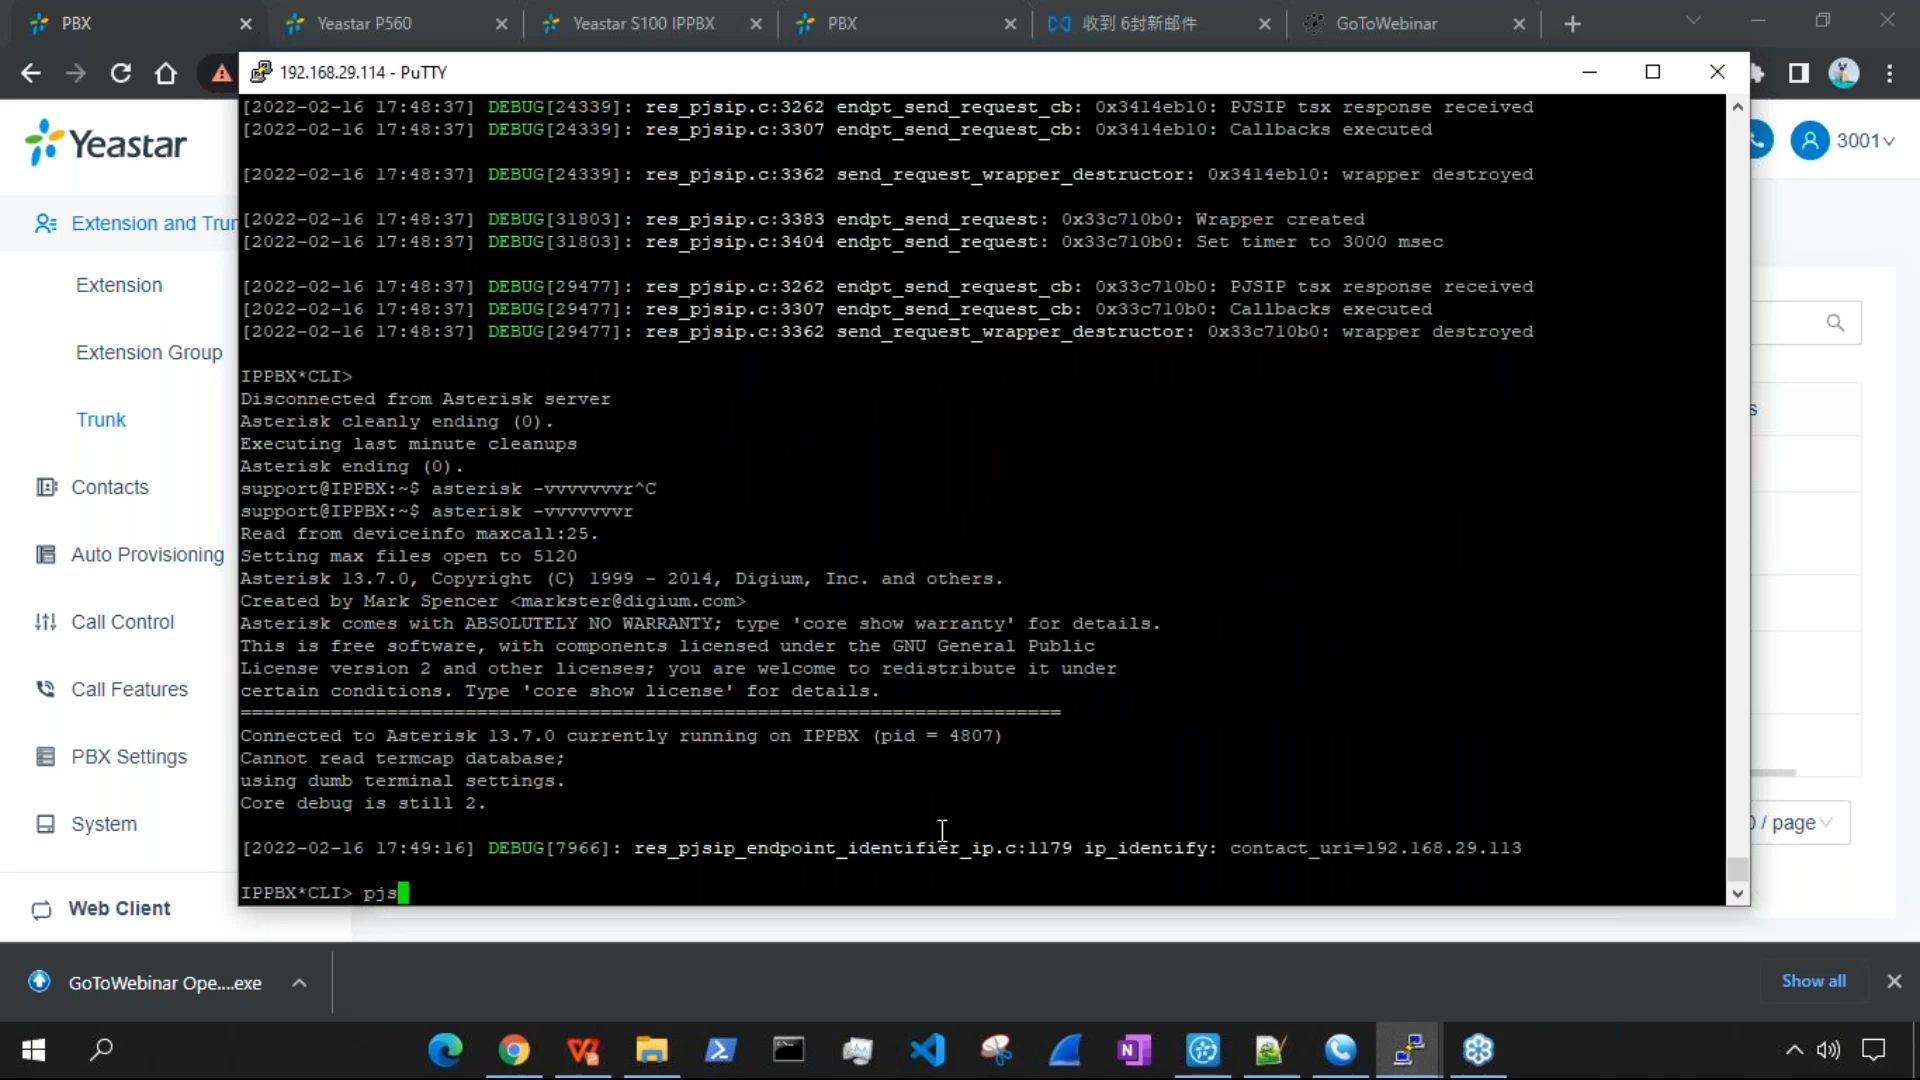 PBX
Yeastar P560
Yeastar S100 IPPBX
PBX
收到 6封新邮件
GoToWebinar
192.168.29.114 - PuTTY
Yeastar
3001
Extension and Trun
Extension
Extension Group
Trunk
Contacts
Auto Provisioning
Call Control
Call Features
PBX Settings
System
Web Client
[2022-02-16 17:48:37] DEBUG[24339]: res_pjsip.c:3262 endpt_send_request_cb: 0x3414eb10: PJSIP tsx response received
[2022-02-16 17:48:37] DEBUG[24339]: res_pjsip.c:3307 endpt_send_request_cb: 0x3414eb10: Callbacks executed
[2022-02-16 17:48:37] DEBUG[24339]: res_pjsip.c:3362 send_request_wrapper_destructor: 0x3414eb10: wrapper destroyed
[2022-02-16 17:48:37] DEBUG[31803]: res_pjsip.c:3383 endpt_send_request: 0x33c710b0: Wrapper created
[2022-02-16 17:48:37] DEBUG[31803]: res_pjsip.c:3404 endpt_send_request: 0x33c710b0: Set timer to 3000 msec
[2022-02-16 17:48:37] DEBUG[29477]: res_pjsip.c:3262 endpt_send_request_cb: 0x33c710b0: PJSIP tsx response received
[2022-02-16 17:48:37] DEBUG[29477]: res_pjsip.c:3307 endpt_send_request_cb: 0x33c710b0: Callbacks executed
[2022-02-16 17:48:37] DEBUG[29477]: res_pjsip.c:3362 send_request_wrapper_destructor: 0x33c710b0: wrapper destroyed
IPPBX*CLI>
Disconnected from Asterisk server
Asterisk cleanly ending (0).
Executing last minute cleanups
Asterisk ending (0).
support@IPPBX:~$ asterisk -vvvvvvvr^C
support@IPPBX:~$ asterisk -vvvvvvvr
Read from deviceinfo maxcall:25.
Setting max files open to 5120
Asterisk 13.7.0, Copyright (C) 1999 - 2014, Digium, Inc. and others.
Created by Mark Spencer <markster@digium.com>
Asterisk comes with ABSOLUTELY NO WARRANTY; type 'core show warranty' for details.
This is free software, with components licensed under the GNU General Public
License version 2 and other licenses; you are welcome to redistribute it under
certain conditions. Type 'core show license' for details.
=========================================================================
Connected to Asterisk 13.7.0 currently running on IPPBX (pid = 4807)
Cannot read termcap database;
using dumb terminal settings.
Core debug is still 2.
[2022-02-16 17:49:16] DEBUG[7966]: res_pjsip_endpoint_identifier_ip.c:1179 ip_identify: contact_uri=192.168.29.113
IPPBX*CLI> pjs
s
0 / page
GoToWebinar Ope....exe
Show all